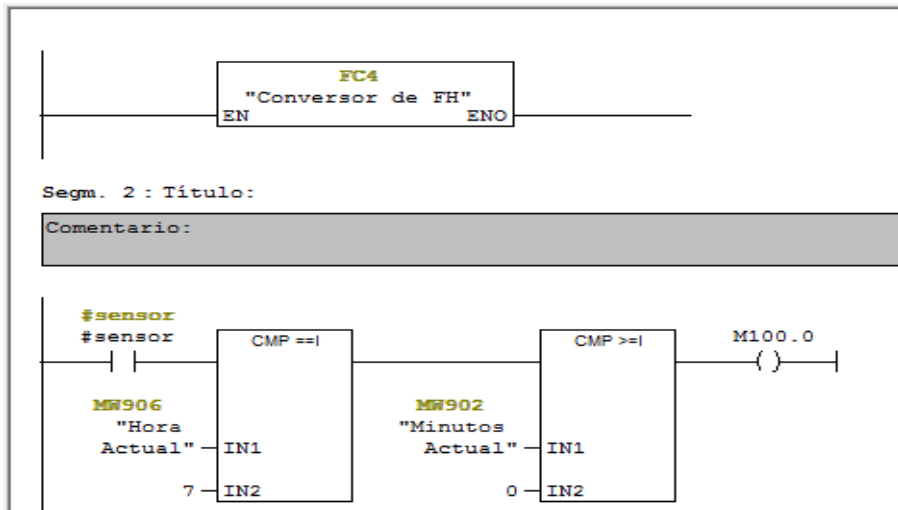 FC4
"Conversor de FH"
EN ENO
Segm. 2 : Título:
Comentario:
#sensor
#sensor CMP ==I CMP >=I M100.0
MW906 MW902
"Hora "Minutos
Actual" IN1 Actual" IN1
7 IN2 0 IN2